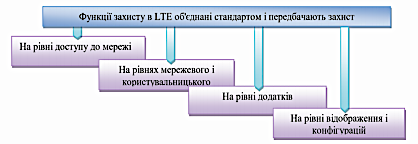 Функції захисту в LTE об'єднані стандартом і передбачають захист
На рівні доступу до мережі
На рівнях мережевого і
користувальницького
На рівні додатків
На рівні відображення і
конфігурацій